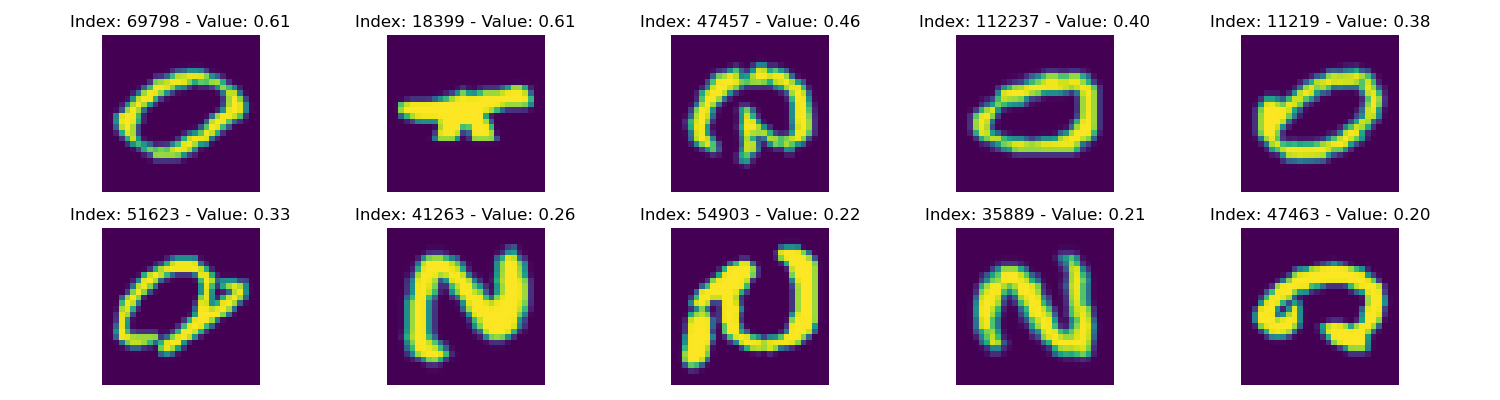 Index: 69798 - Value: 0.61
Index: 18399 - Value: 0.61
Index: 47457 - Value: 0.46
Index: 112237 - Value: 0.40
Index: 11219 - Value: 0.38
Index: 51623 - Value: 0.33
Index: 41263 - Value: 0.26
Index: 54903 - Value: 0.22
Index: 35889 - Value: 0.21
Index: 47463 - Value: 0.20